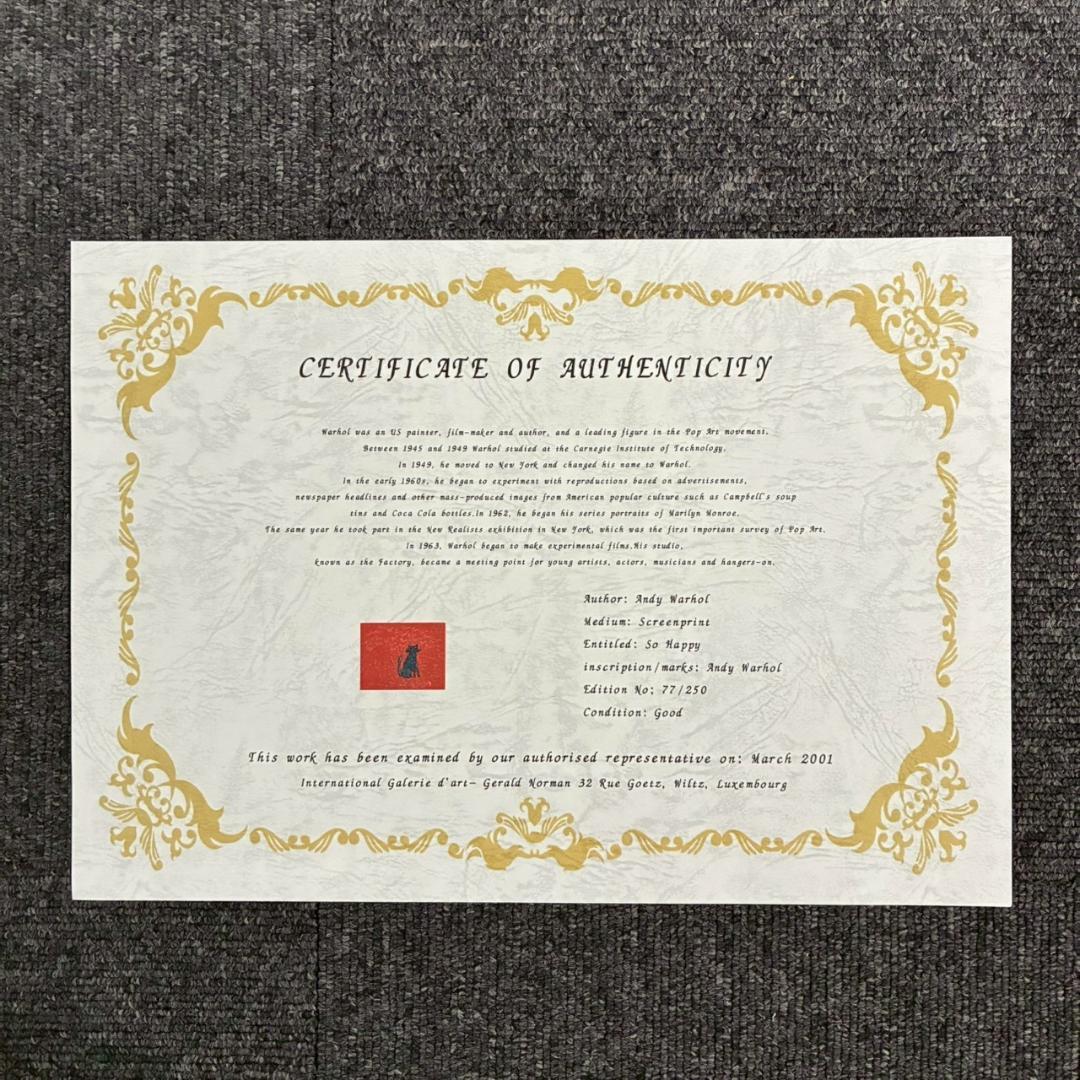 CERTIFICATE OF AUTHENTICITY
Warhol was an US painter, film-maker and author, and a leading figure in the Pop Art movement.
Between 1945 and 1949 Warhol studied at the Carnegie Institute of Technology.
In 1949, he moved to New York and changed his name to Warhol.
In the early 1960s, he began to experiment with reproductions based on advertisements,
newspaper headlines and other mass-produced images from American popular culture such as Campbell's soup
tins and Coca Cola bottles.In 1962, he began his series portraits of Marilyn Monroe.
The same year he took part in the New Realists exhibition in New York, which was the first important survey of Pop Art.
In 1963, Warhol began to make experimental films.His studio,
known as the Factory, became a meeting point for young artists, actors, musicians and hangers-on.
Author: Andy Warhol
Medium: Screenprint
Entitled: So Happy
inscription/marks: Andy Warhol
Edition No; 77/250
Condition: Good
This work has been examined by our authorised representative on: March 2001
International Galerie d'art- Gerald Norman 32 Rue Goetz, Wiltz, Luxembourg